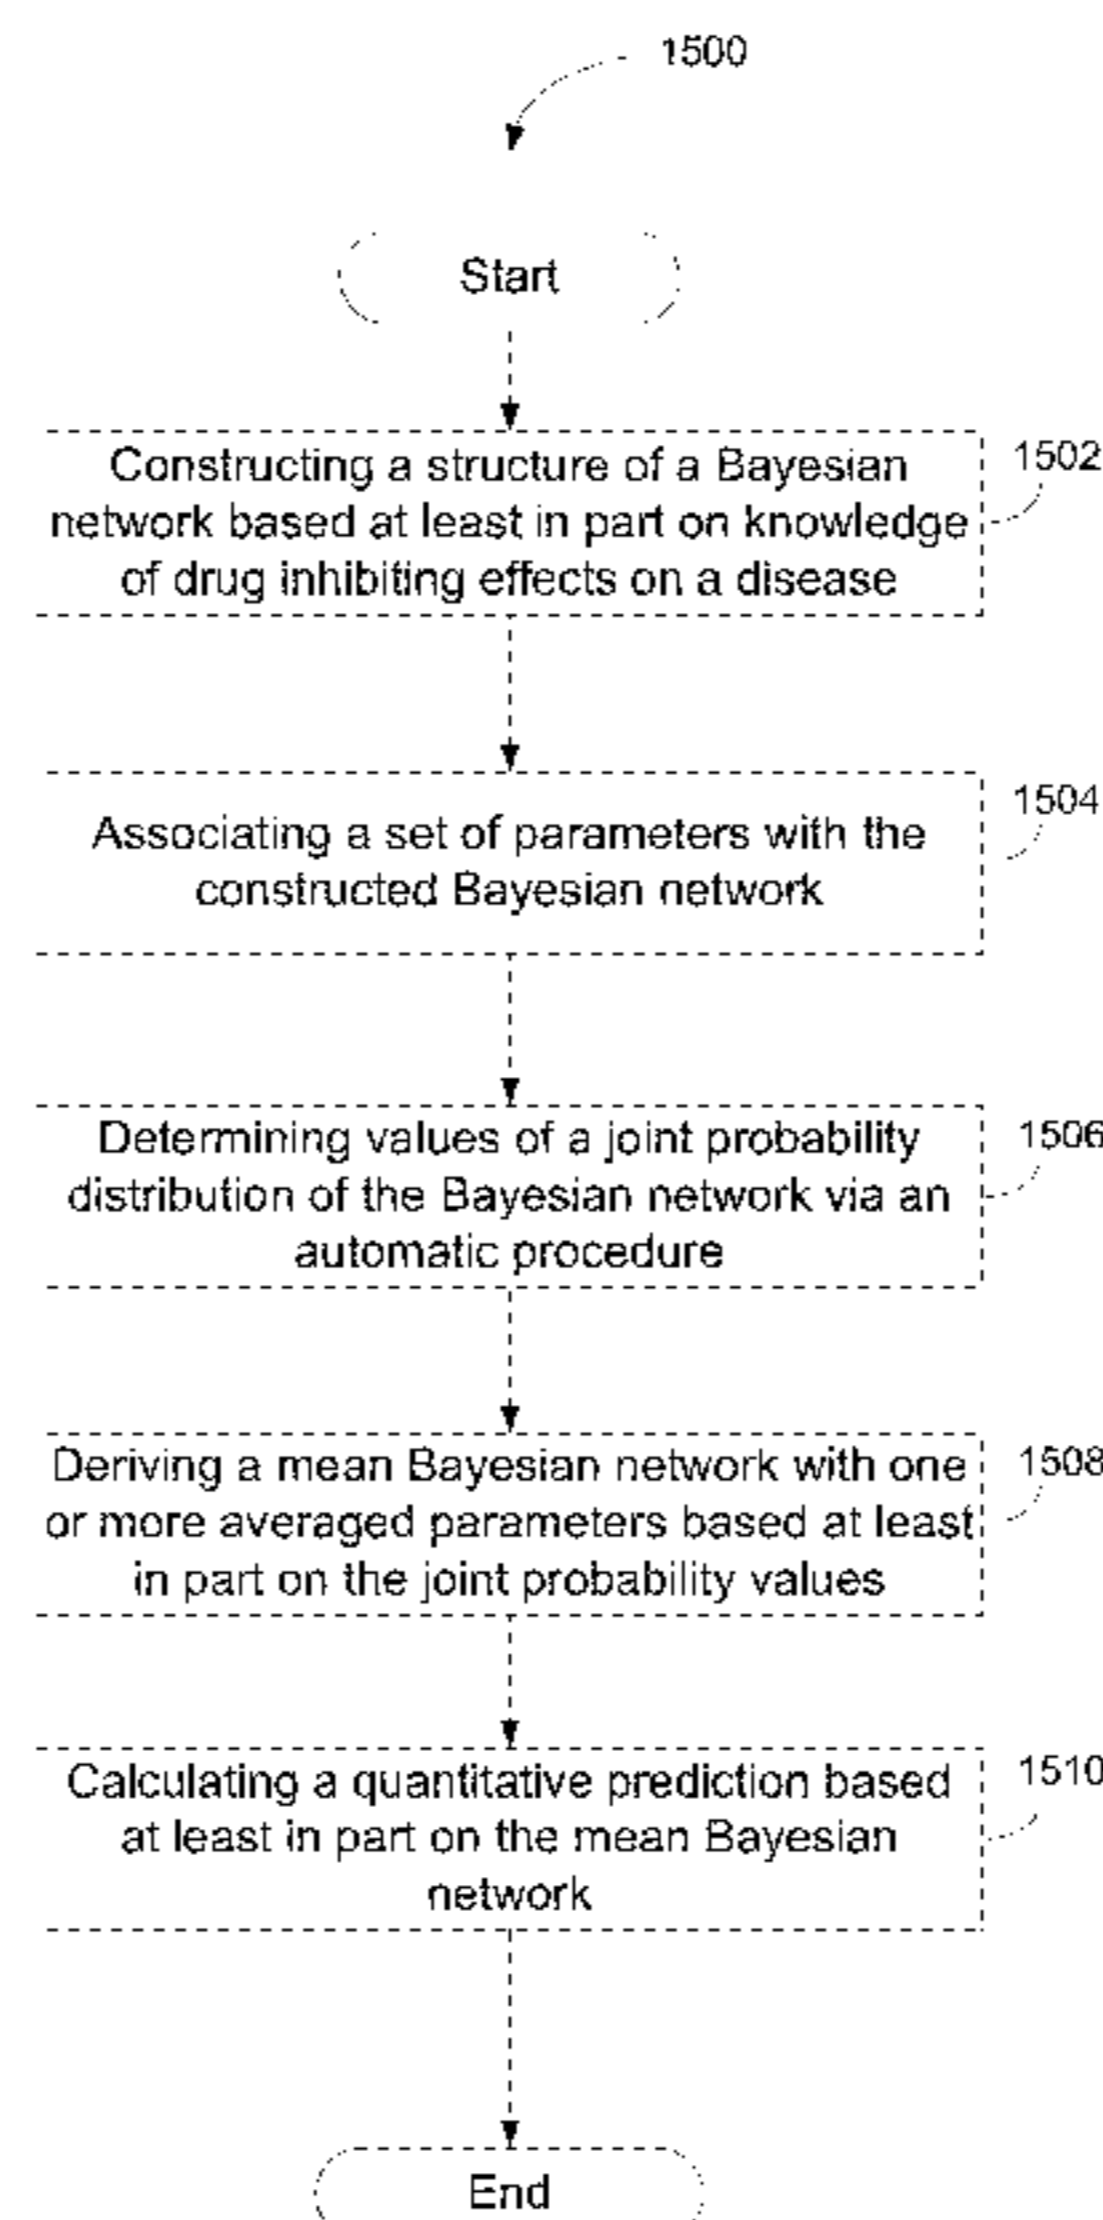 1500
Start
Constructing a structure of a Bayesian
network based at least in part on knowledge
of drug inhibiting effects on a disease
1502
Associating a set of parameters with the
constructed Bayesian network
1504
Determining values of a joint probability
distribution of the Bayesian network via an
automatic procedure
1506
Deriving a mean Bayesian network with one
or more averaged parameters based at least
in part on the joint probability values
1508
Calculating a quantitative prediction based
at least in part on the mean Bayesian
network
1510
End